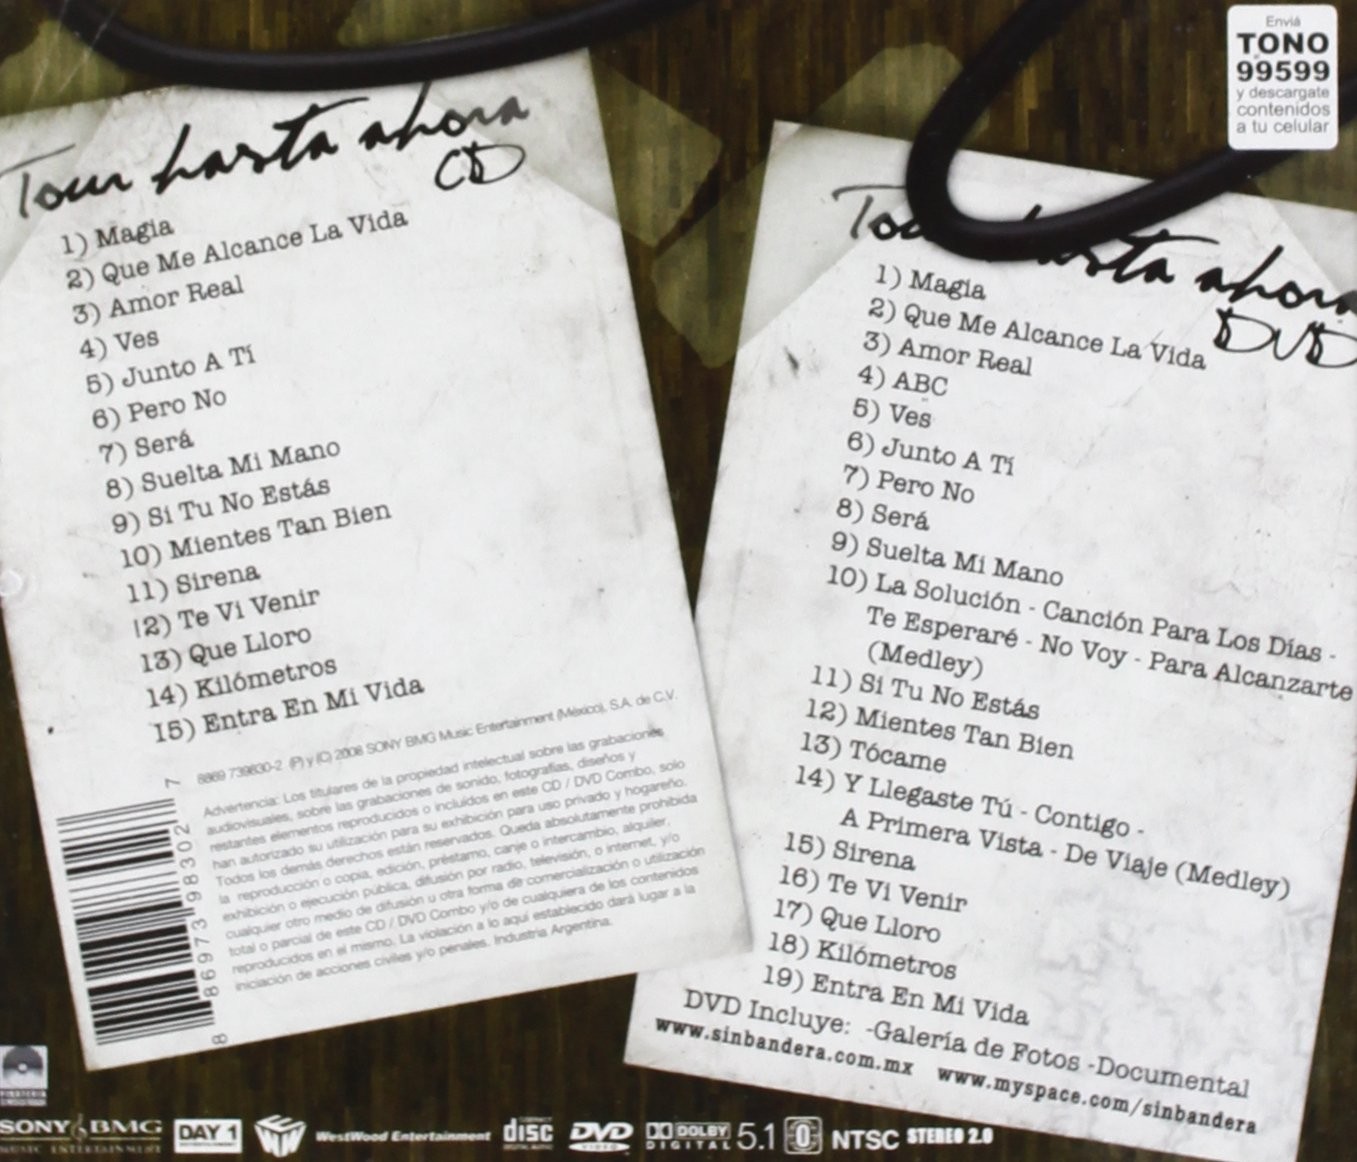 Tour hasta ahora
CD
1) Magia
2) Que Me Alcance La Vida
3) Amor Real
4) Ves
5) Junto A Tí
6) Pero No
7) Será
8) Suelta Mi Mano
9) Si Tu No Estás
10) Mientes Tan Bien
11) Sirena
12) Te Vi Venir
13) Que Lloro
14) Kilómetros
15) Entra En Mi Vida
8869 739830-2 (P) y (C) 2008 SONY BMG Music Entertainment (México), S.A. de C.V.
Advertencia: Los titulares de la propiedad intelectual sobre las grabaciones
audiovisuales, sobre las grabaciones de sonido, fotografías, diseños y
restantes elementos reproducidos o incluídos en este CD / DVD Combo, solo
han autorizado su utilización para su exhibición para uso privado y hogareño.
Todos los demás derechos están reservados. Queda absolutamente prohibida
la reproducción o copia, edición, préstamo, canje o intercambio, alquiler,
exhibición o ejecución pública, difusión por radio, televisión, o internet, y/o
cualquier otro medio de difusión u otra forma de comercialización o utilización
total o parcial de este CD / DVD Combo y/o de cualquiera de los contenidos
reproducidos en el mismo. La violación a lo aquí establecido dará lugar a la
iniciación de acciones civiles y/o penales. Industria Argentina.
8 86973 98302 7
Enviá
TONO
al
99599
y descargate
contenidos
a tu celular
Tour hasta ahora
DVD
1) Magia
2) Que Me Alcance La Vida
3) Amor Real
4) ABC
5) Ves
6) Junto A Tí
7) Pero No
8) Será
9) Suelta Mi Mano
10) La Solución - Canción Para Los Días -
Te Esperaré - No Voy - Para Alcanzarte
(Medley)
11) Si Tu No Estás
12) Mientes Tan Bien
13) Tócame
14) Y Llegaste Tú - Contigo -
A Primera Vista - De Viaje (Medley)
15) Sirena
16) Te Vi Venir
17) Que Lloro
18) Kilómetros
19) Entra En Mi Vida
DVD Incluye: -Galería de Fotos -Documental
www.sinbandera.com.mx www.myspace.com/sinbandera
SONY BMG
MUSIC ENTERTAINMENT
DAY 1
WestWood Entertainment
COMPACT
disc
DIGITAL AUDIO
DVD
VIDEO
DOLBY
DIGITAL
5.1
0
NTSC
STEREO 2.0